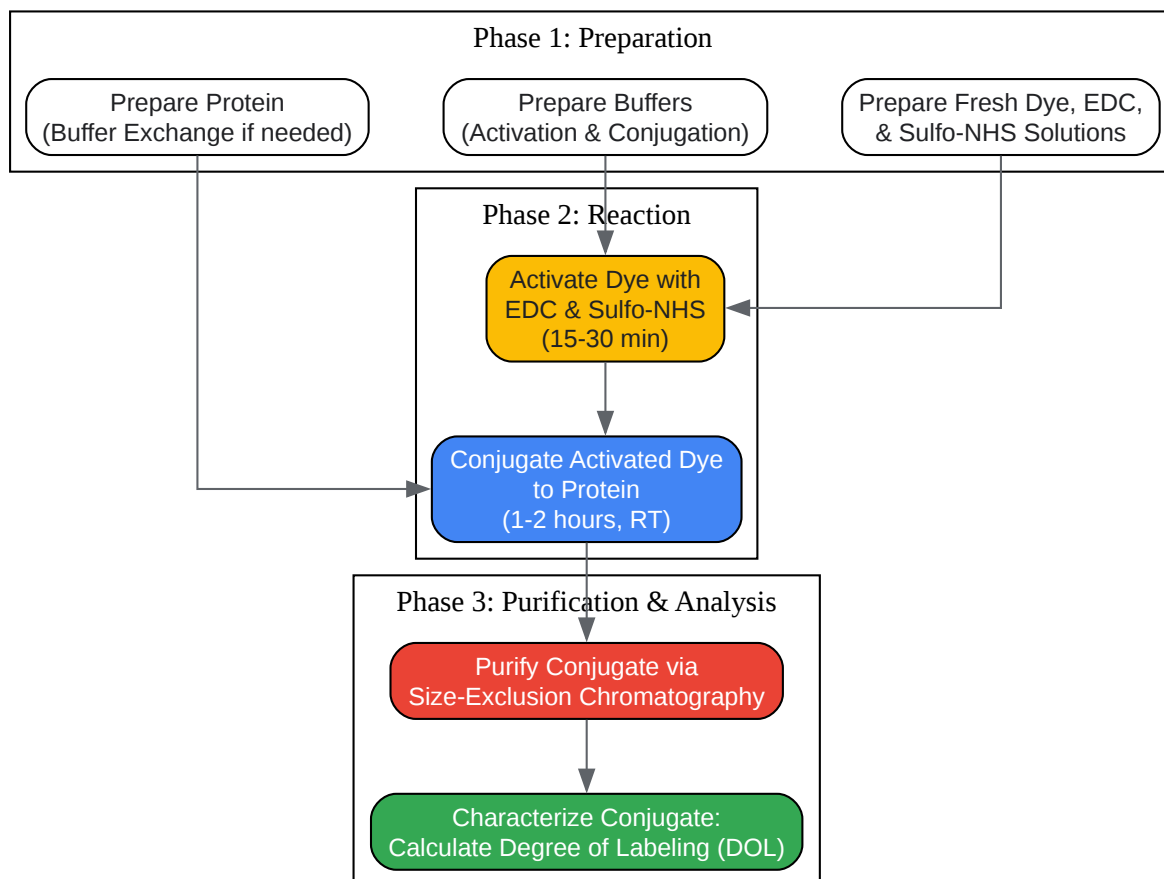 Phase 1: Preparation
Prepare Protein
(Buffer Exchange if needed)
Prepare Buffers
(Activation & Conjugation)
Prepare Fresh Dye, EDC,
& Sulfo-NHS Solutions
Phase 2: Reaction
Activate Dye with
EDC & Sulfo-NHS
(15-30 min)
Conjugate Activated Dye
to Protein
(1-2 hours, RT)
Phase 3: Purification & Analysis
Purify Conjugate via
Size-Exclusion Chromatography
Characterize Conjugate:
Calculate Degree of Labeling (DOL)